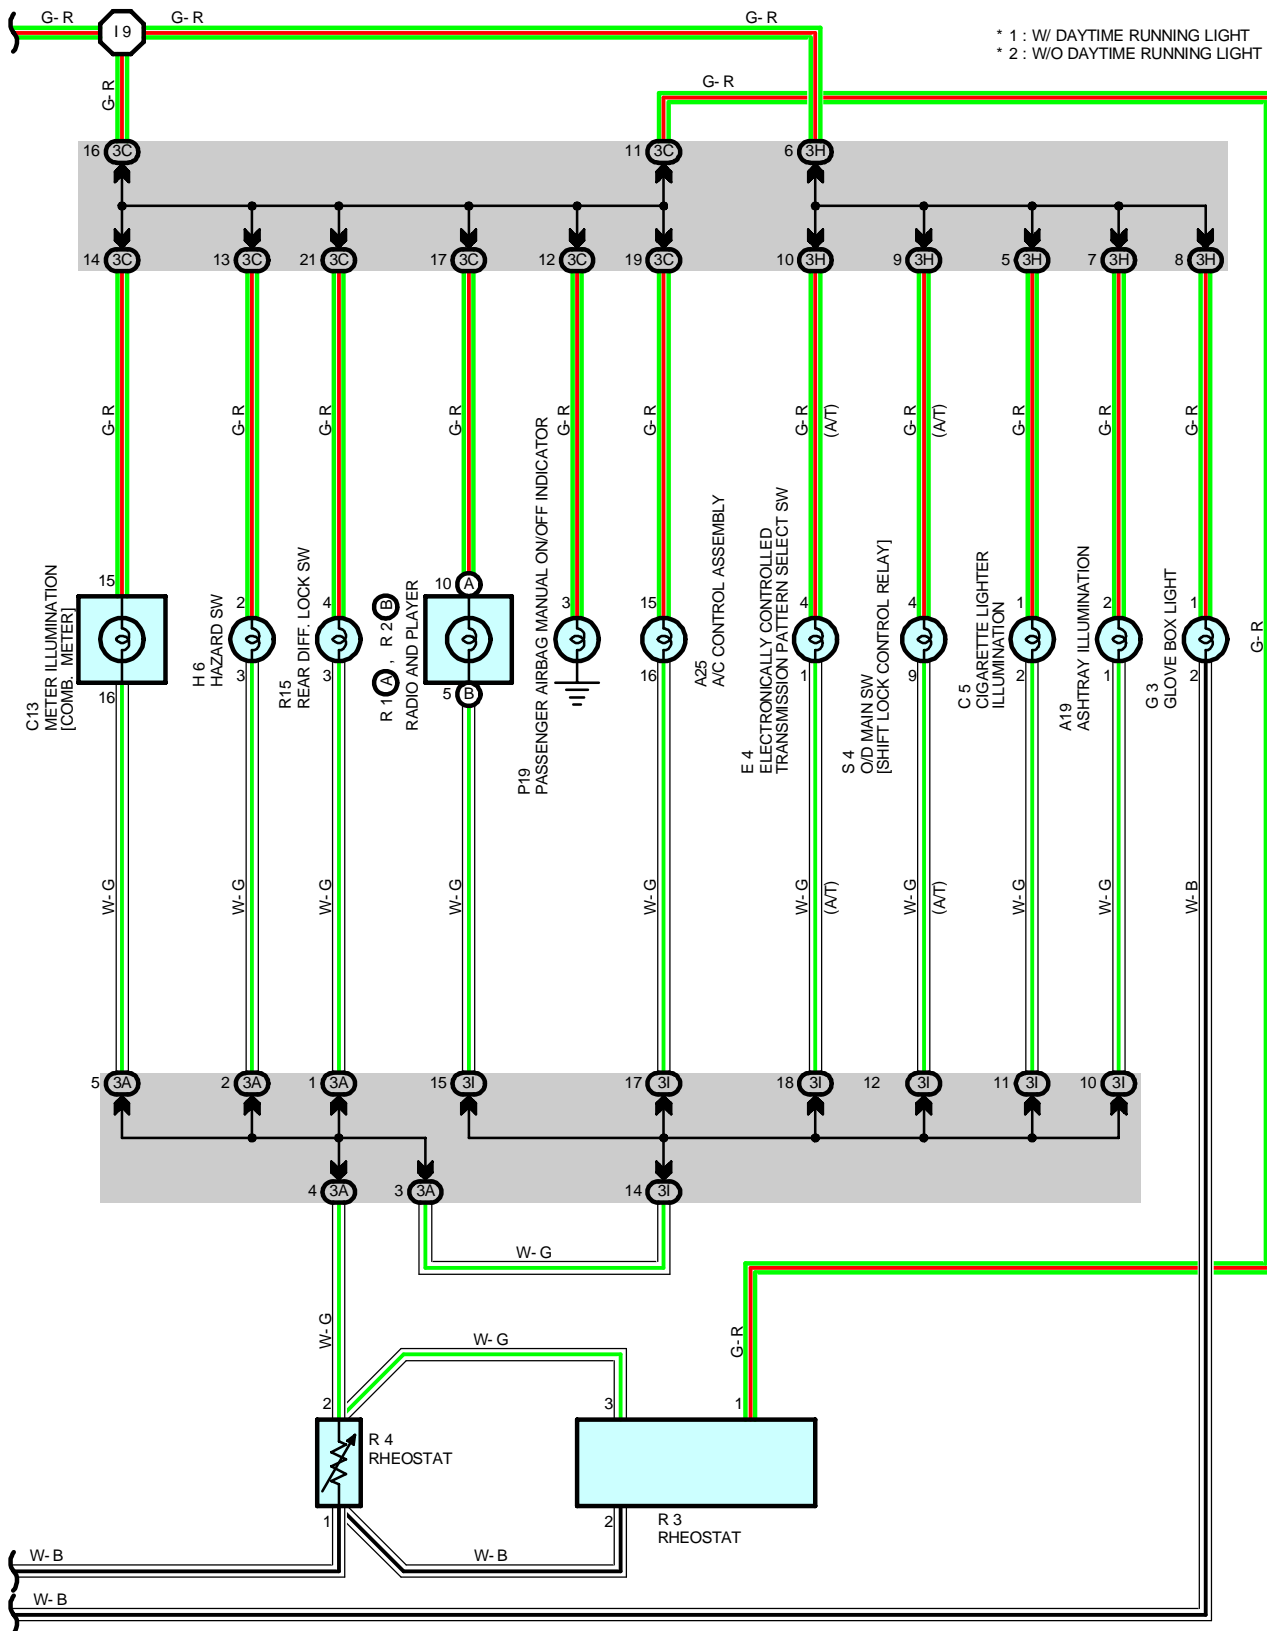 G- R
G- R
G- R
I 9
* 1 : W/ DAYTIME RUNNING LIGHT
* 2 : W/O DAYTIME RUNNING LIGHT
G- R
G- R
16 3C
11 3C
6 3H
14 3C
13 3C
21 3C
17 3C
12 3C
19 3C
10 3H
9 3H
5 3H
7 3H
8 3H
G- R
G- R
G- R
G- R
G- R
G- R
G- R
(A/T)
G- R
(A/T)
G- R
G- R
G- R
G- R
15
16
C13
METER ILLUMINATION
[COMB. METER]
2
3
H 6
HAZARD SW
4
3
R15
REAR DIFF. LOCK SW
10 A
5 B
R 1 A , R 2 B
RADIO AND PLAYER
3
P19
PASSENGER AIRBAG MANUAL ON/OFF INDICATOR
15
16
A25
A/C CONTROL ASSEMBLY
4
1
E 4
ELECTRONICALLY CONTROLLED
TRANSMISSION PATTERN SELECT SW
4
9
S 4
O/D MAIN SW
[SHIFT LOCK CONTROL RELAY]
1
2
C 5
CIGARETTE LIGHTER
ILLUMINATION
2
1
A19
ASHTRAY ILLUMINATION
1
2
G 3
GLOVE BOX LIGHT
W- G
W- G
W- G
W- G
W- G
W- G
(A/T)
W- G
(A/T)
W- G
W- G
W- B
5 3A
2 3A
1 3A
15 3I
17 3I
18 3I
12 3I
11 3I
10 3I
4 3A
3 3A
14 3I
W- G
W- G
W- G
G- R
2
3
1
R 4
RHEOSTAT
1
2
R 3
RHEOSTAT
W- B
W- B
W- B